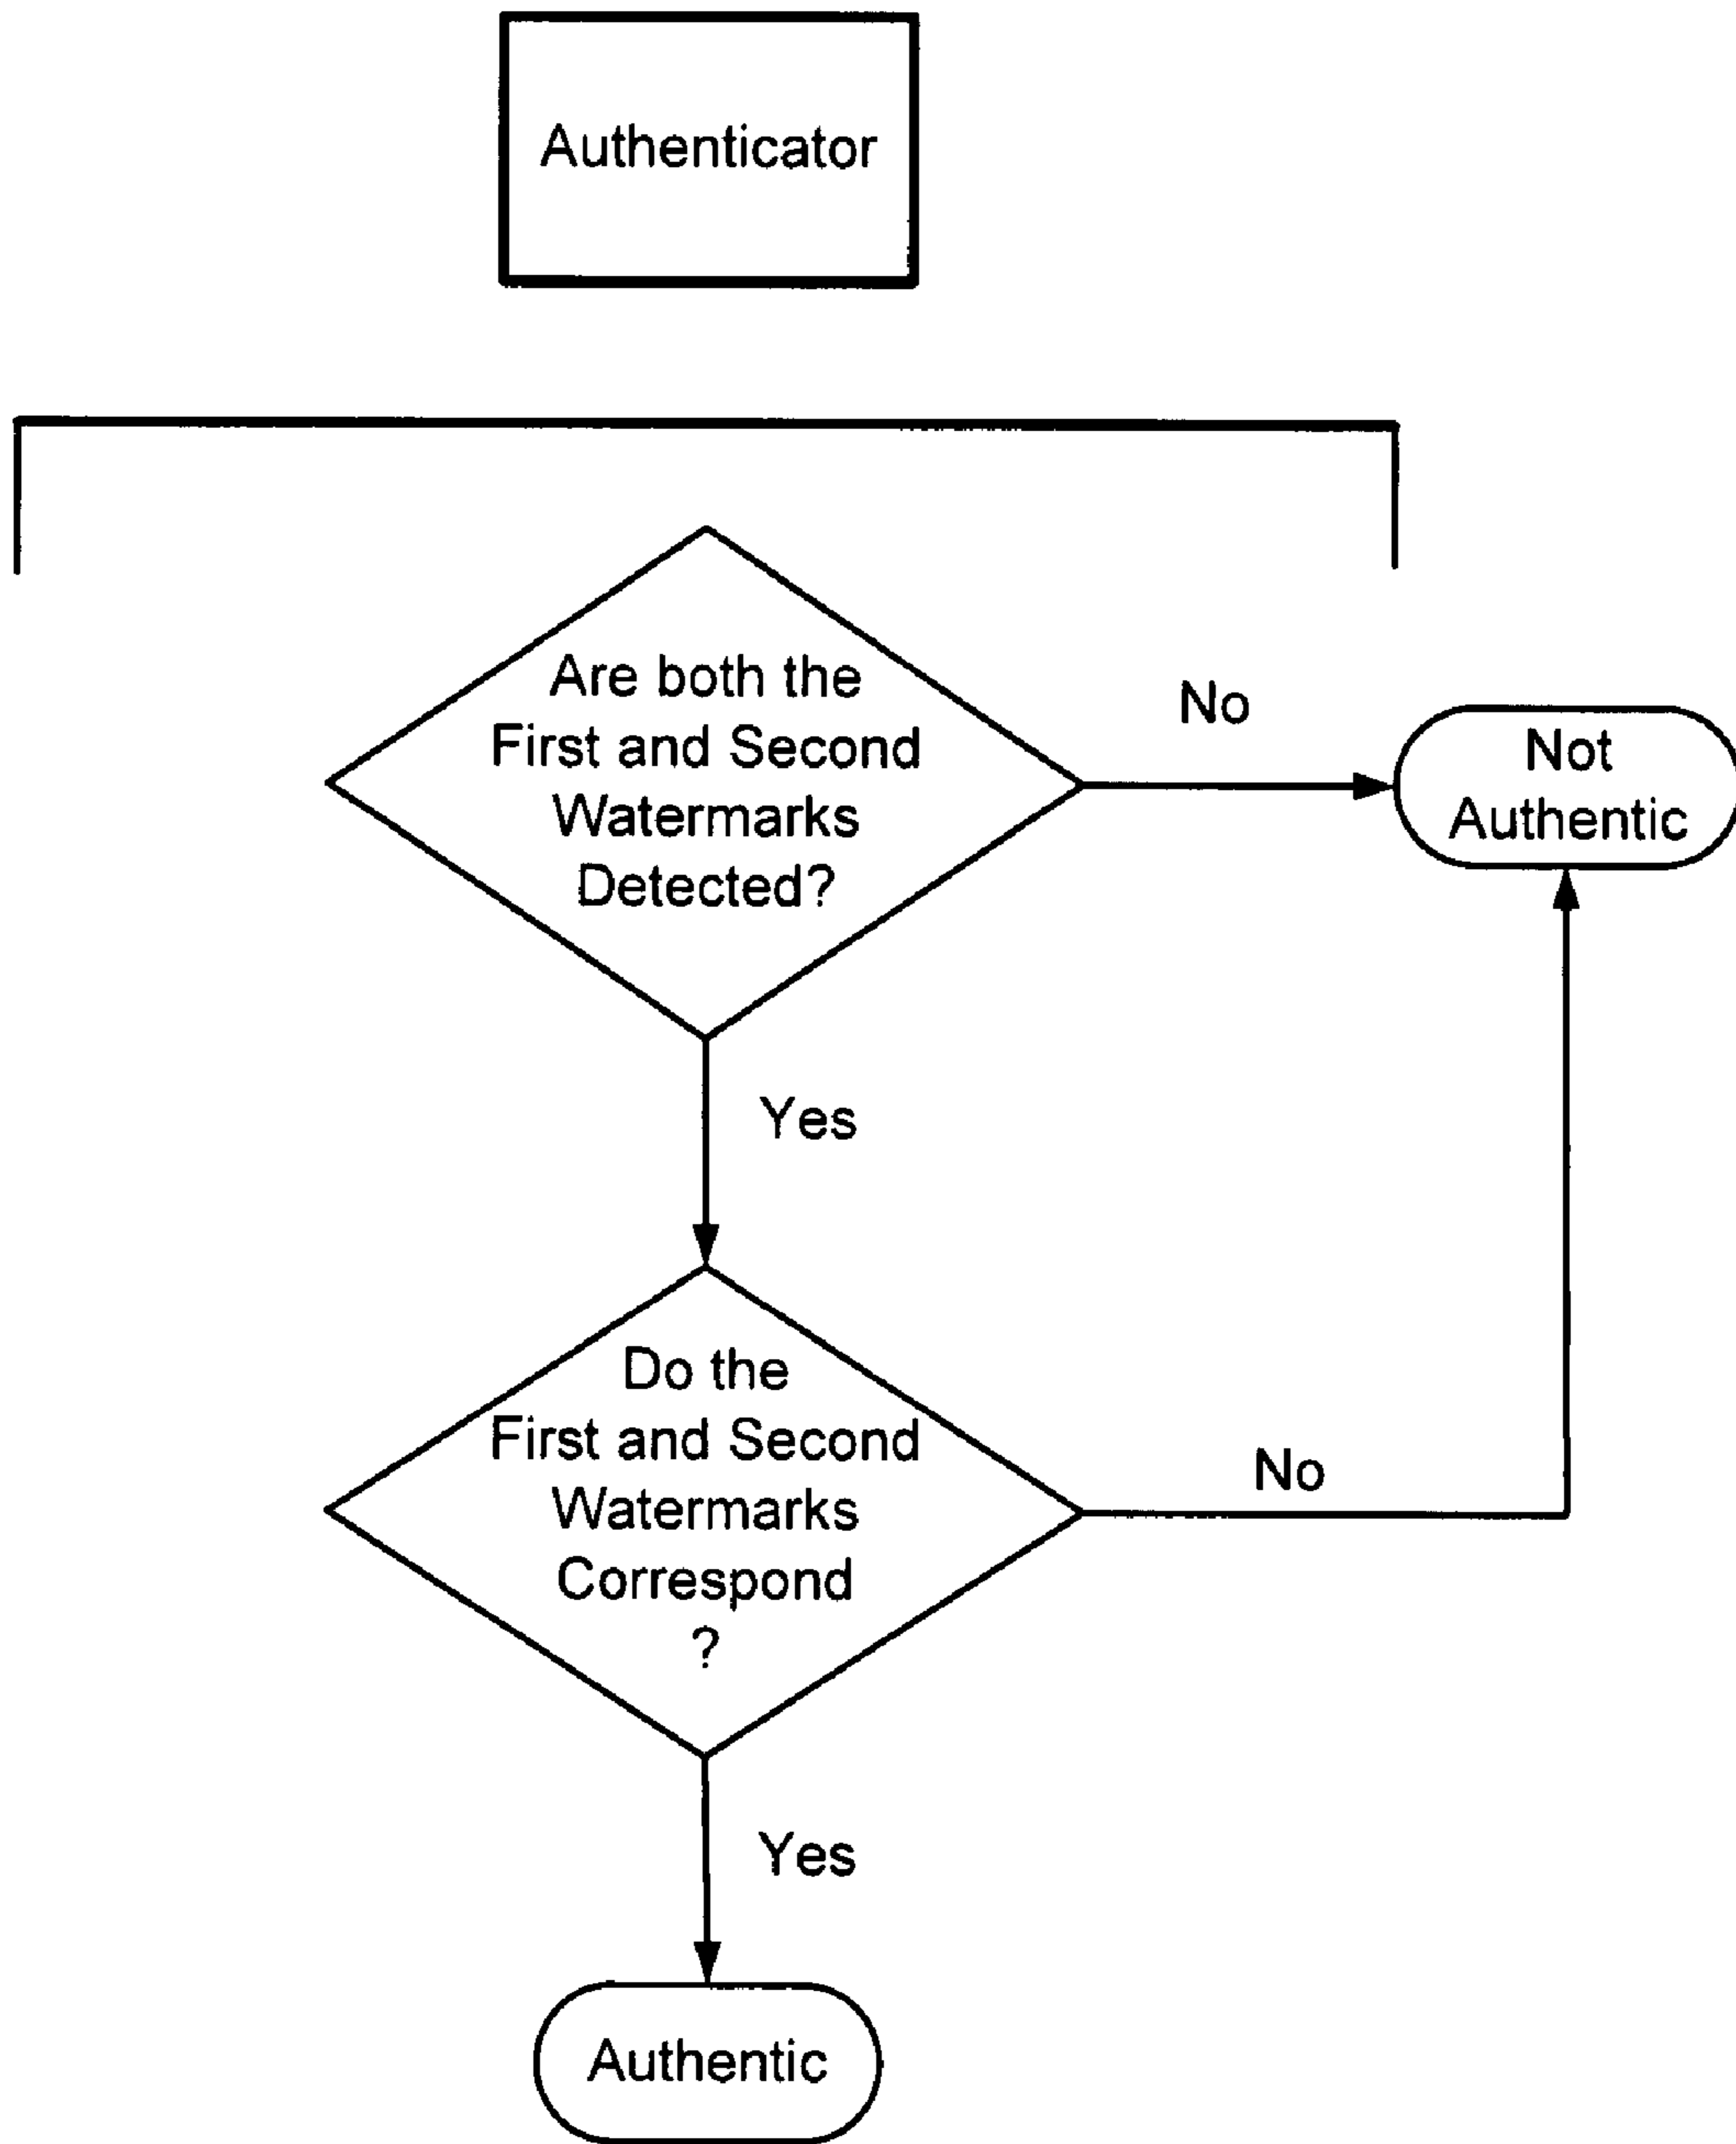 Authenticator
Are both the
First and Second
Watermarks
Detected?
No
Not
Authentic
Yes
Do the
First and Second
Watermarks
Correspond
?
No
Yes
Authentic